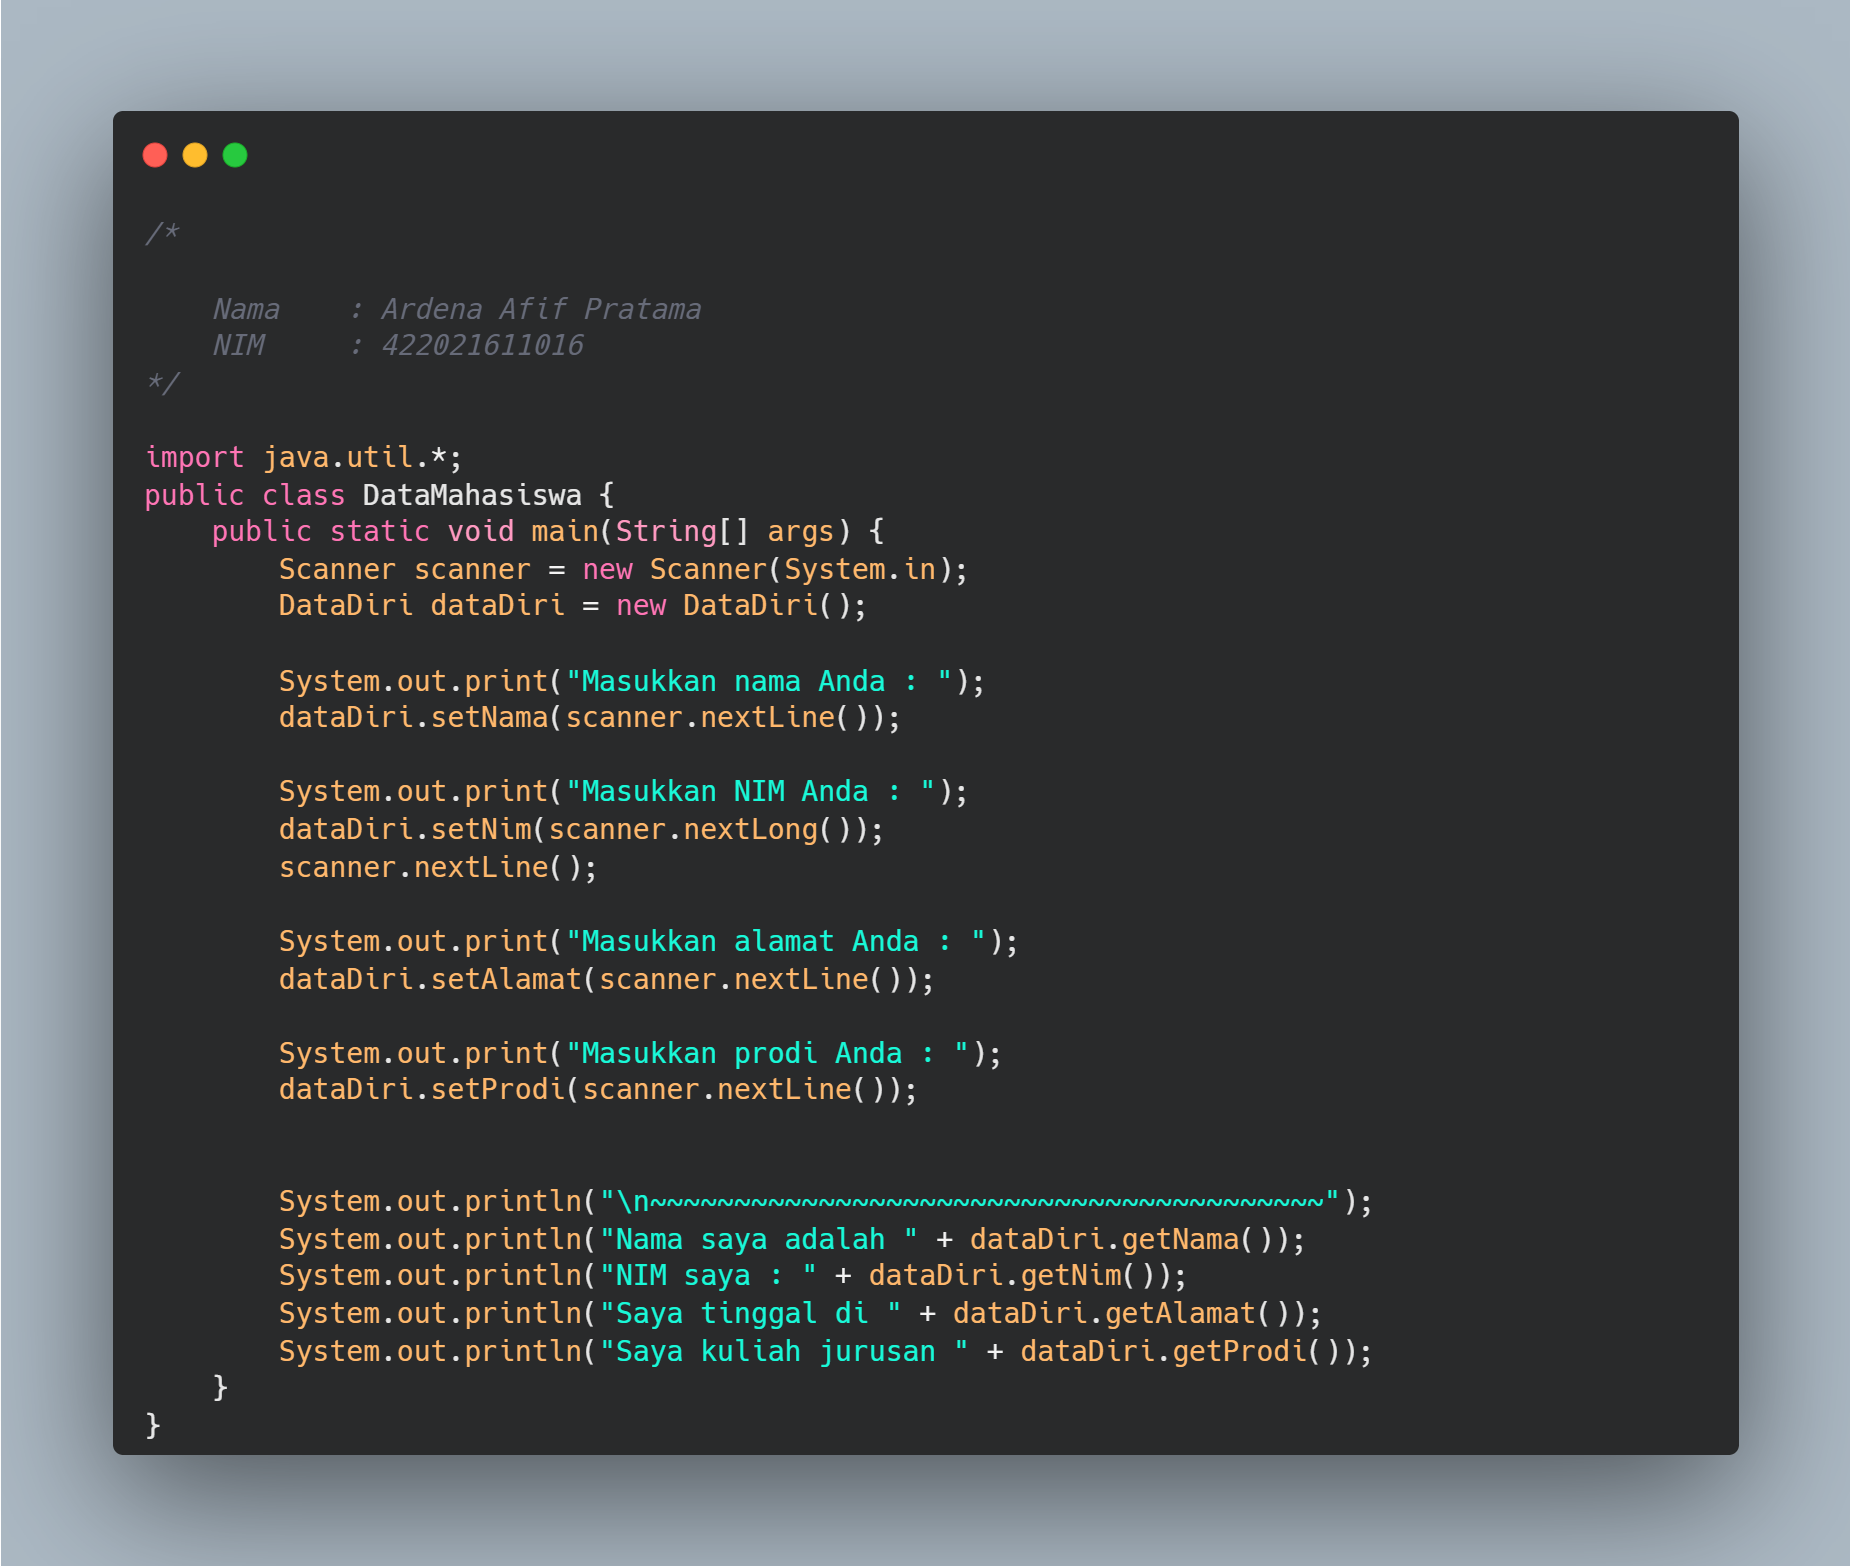 /*

    Nama    : Ardena Afif Pratama
    NIM     : 422021611016
*/

import java.util.*;
public class DataMahasiswa {
    public static void main(String[] args) {
        Scanner scanner = new Scanner(System.in);
        DataDiri dataDiri = new DataDiri();

        System.out.print("Masukkan nama Anda : ");
        dataDiri.setNama(scanner.nextLine());

        System.out.print("Masukkan NIM Anda : ");
        dataDiri.setNim(scanner.nextLong());
        scanner.nextLine();

        System.out.print("Masukkan alamat Anda : ");
        dataDiri.setAlamat(scanner.nextLine());

        System.out.print("Masukkan prodi Anda : ");
        dataDiri.setProdi(scanner.nextLine());


        System.out.println("\n~~~~~~~~~~~~~~~~~~~~~~~~~~~~~~~~~~~~~~~~");
        System.out.println("Nama saya adalah " + dataDiri.getNama());
        System.out.println("NIM saya : " + dataDiri.getNim());
        System.out.println("Saya tinggal di " + dataDiri.getAlamat());
        System.out.println("Saya kuliah jurusan " + dataDiri.getProdi());
    }
}